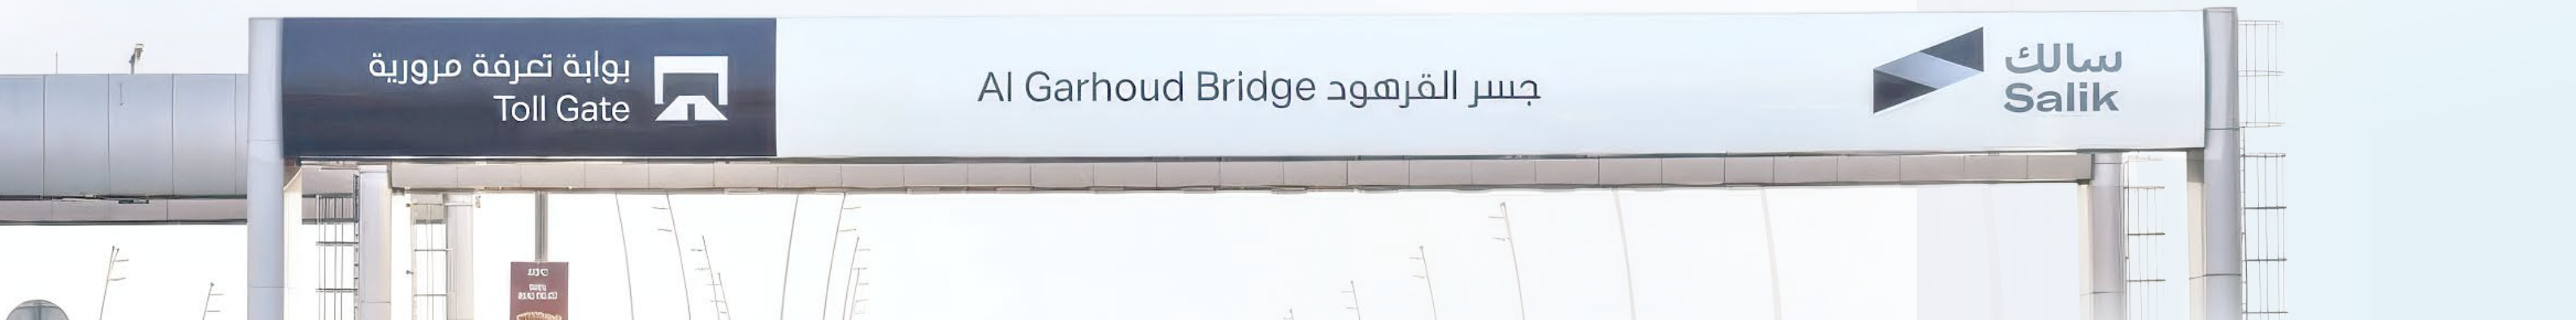 بوابة تعرفة مرورية
Toll Gate
Al Garhoud Bridge جسر القرهود
سالك
Salik